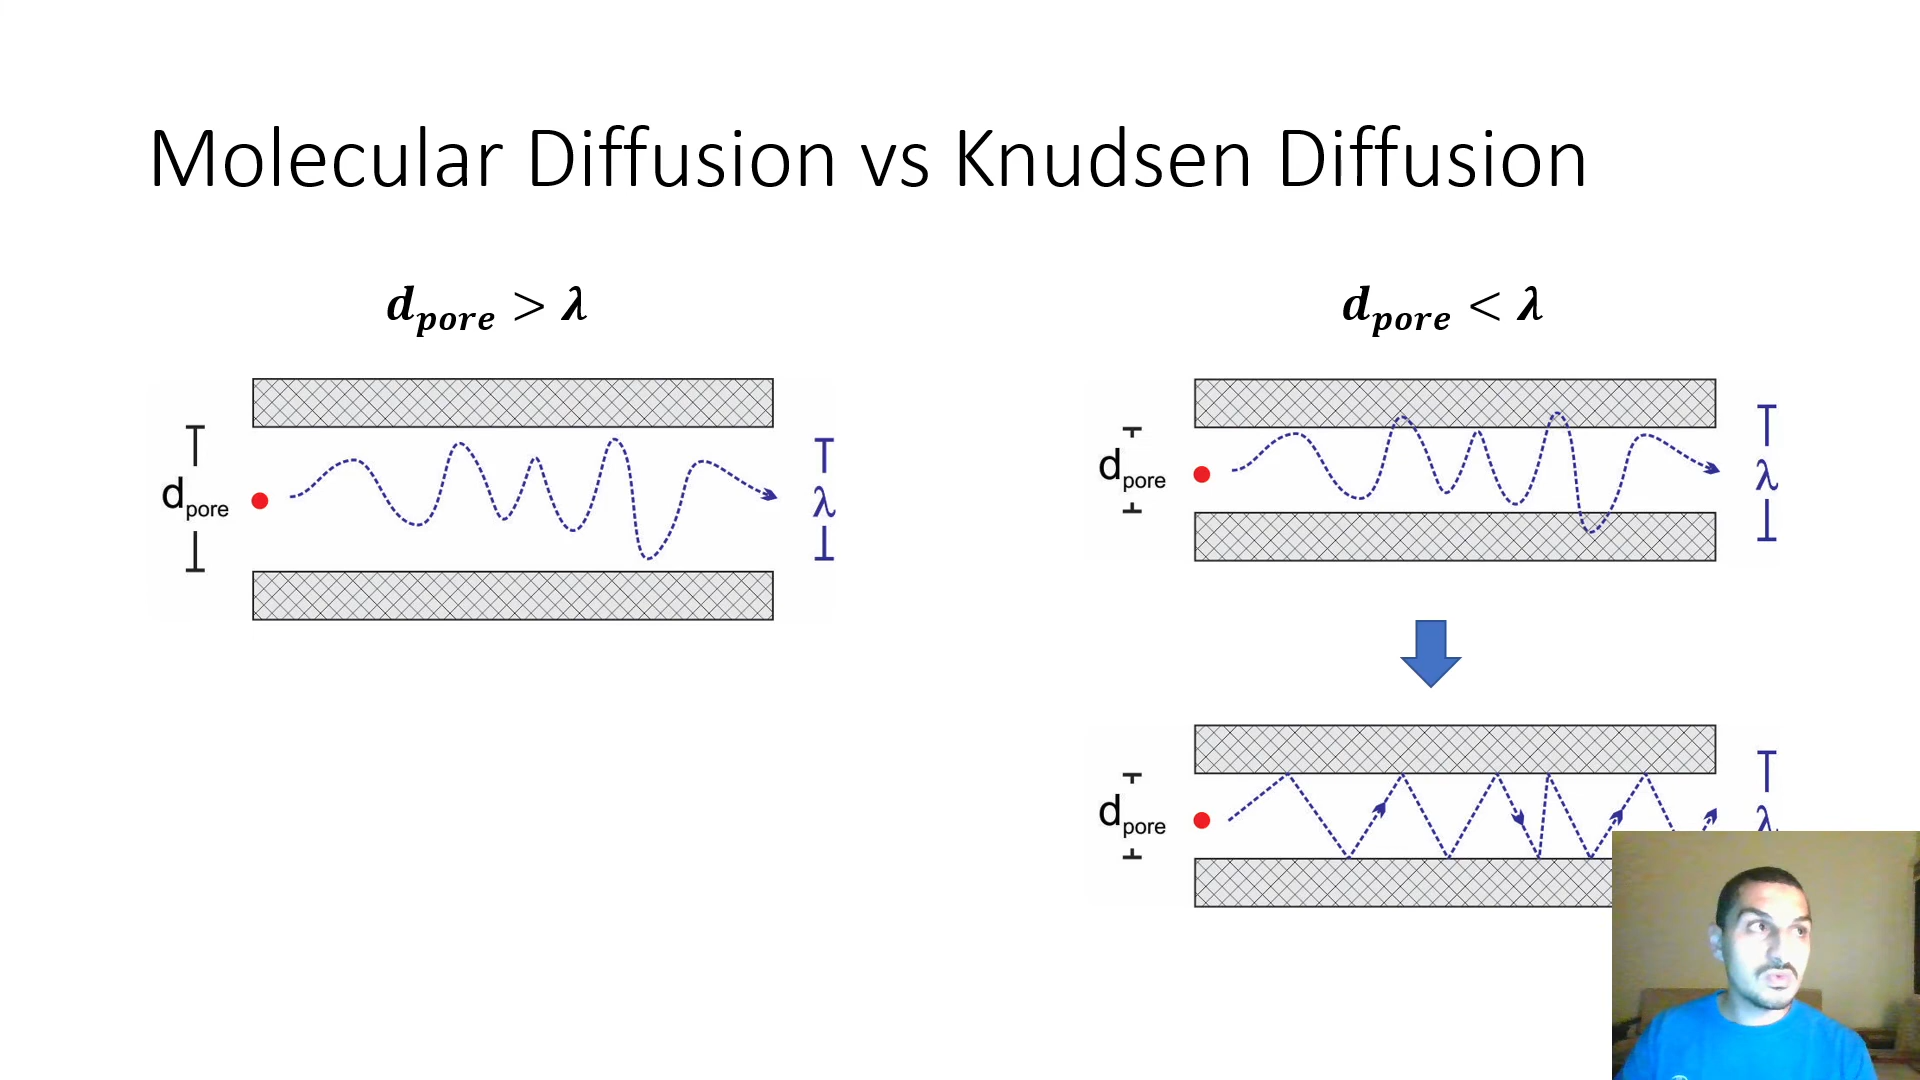 Molecular Diffusion vs Knudsen Diffusion
d_pore > λ
d_pore < λ
d_pore
λ
d_pore
λ
d_pore
λ